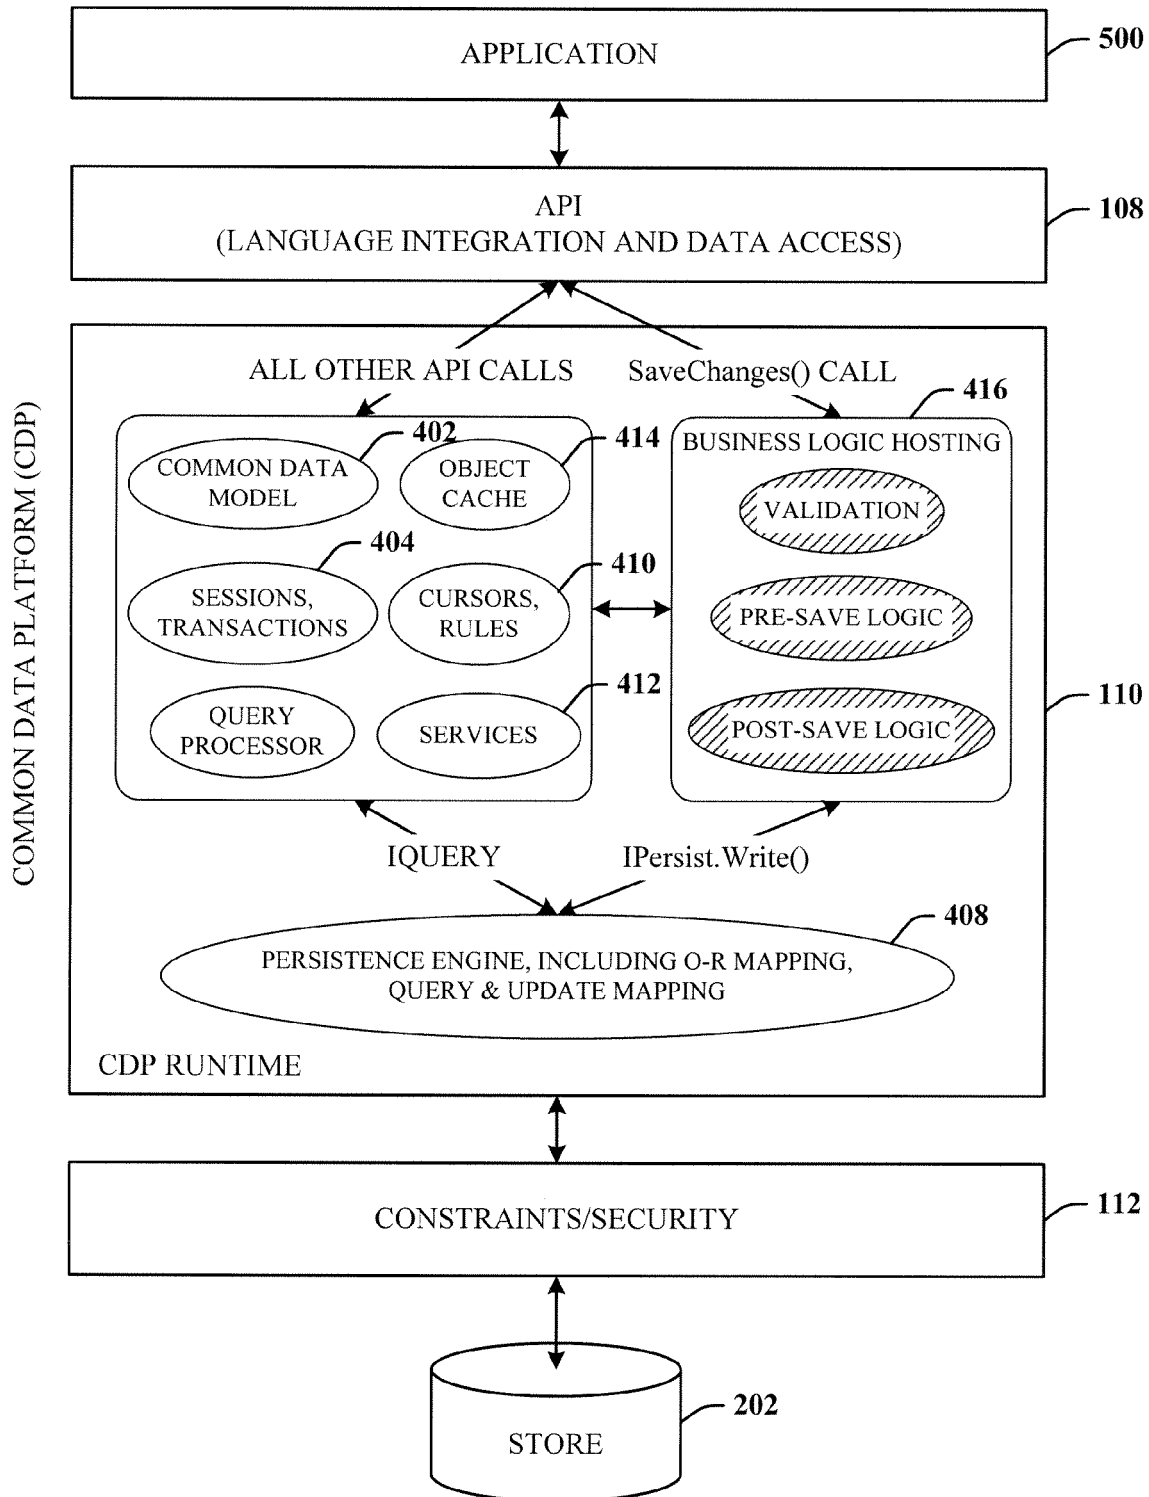 APPLICATION
500
API
(LANGUAGE INTEGRATION AND DATA ACCESS)
108
COMMON DATA PLATFORM (CDP)
ALL OTHER API CALLS
SaveChanges() CALL
416
402
414
BUSINESS LOGIC HOSTING
COMMON DATA
MODEL
OBJECT
CACHE
VALIDATION
404
410
SESSIONS,
TRANSACTIONS
CURSORS,
RULES
PRE-SAVE LOGIC
412
110
QUERY
PROCESSOR
SERVICES
POST-SAVE LOGIC
IQUERY
IPersist.Write()
408
PERSISTENCE ENGINE, INCLUDING O-R MAPPING,
QUERY & UPDATE MAPPING
CDP RUNTIME
CONSTRAINTS/SECURITY
112
202
STORE